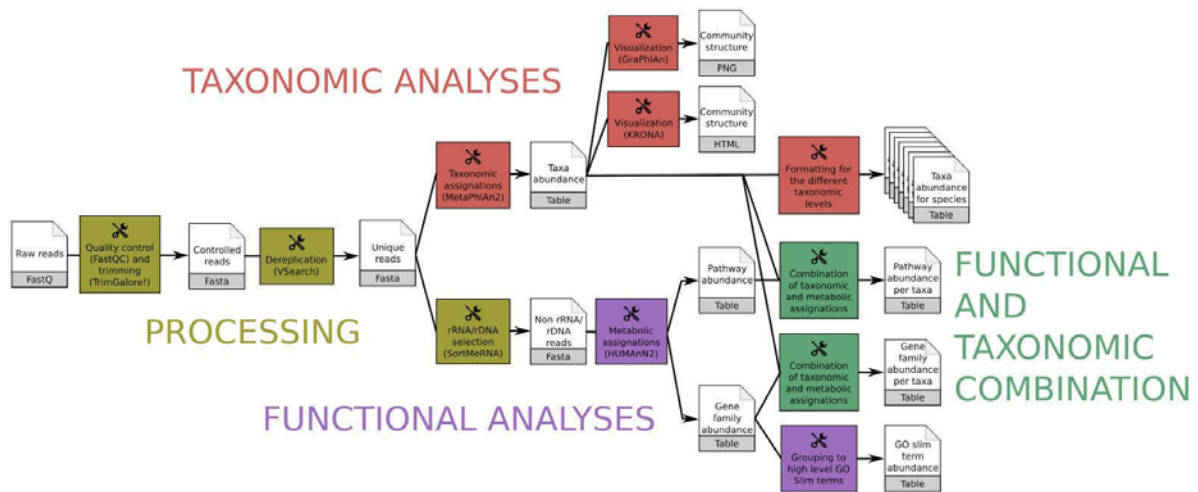 TAXONOMIC ANALYSES
Visualization
(GraPhlAn)
Community
structure
PNG
Visualization
(KRONA)
Community
structure
HTML
Taxonomic
assignations
(MetaPhlAn2)
Taxa
abundance
Table
Formatting for
the different
taxonomic
levels
Taxa
abundance
for species
Table
Raw reads
FastQ
Quality control
(FastQC) and
trimming
(TrimGalore!)
Controlled
reads
Fasta
Dereplication
(VSearch)
Unique
reads
Fasta
PROCESSING
rRNA/rDNA
selection
(SortMeRNA)
Non rRNA/
rDNA
reads
Fasta
Metabolic
assignations
(HUMAnN2)
FUNCTIONAL ANALYSES
Pathway
abundance
Table
Combination
of taxonomic
and metabolic
assignations
Pathway
abundance
per taxa
Table
Gene
family
abundance
Table
Combination
of taxonomic
and metabolic
assignations
Gene
family
abundance
per taxa
Table
Grouping to
high level GO
Slim terms
GO slim
term
abundance
Table
FUNCTIONAL
AND
TAXONOMIC
COMBINATION